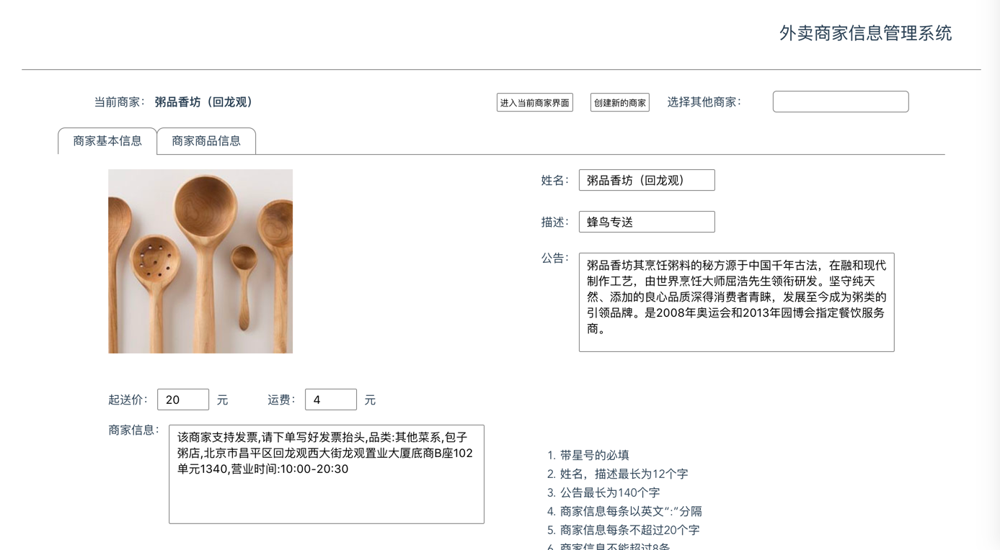 外卖商家信息管理系统
当前商家： 粥品香坊（回龙观） 进入当前商家界面 创建新的商家 选择其他商家：
商家基本信息 商家商品信息
姓名： 粥品香坊（回龙观）
描述： 蜂鸟专送
公告： 粥品香坊其烹饪粥料的秘方源于中国千年古法，在融和现代
制作工艺，由世界烹饪大师屈浩先生领衔研发。坚守纯天
然、添加的良心品质深得消费者青睐，发展至今成为粥类的
引领品牌。是2008年奥运会和2013年园博会指定餐饮服务
商。
起送价： 20 元 运费： 4 元
商家信息： 该商家支持发票,请下单写好发票抬头,品类:其他菜系,包子
粥店,北京市昌平区回龙观西大街龙观置业大厦底商B座102
单元1340,营业时间:10:00-20:30
1. 带星号的必填
2. 姓名，描述最长为12个字
3. 公告最长为140个字
4. 商家信息每条以英文“:”分隔
5. 商家信息每条不超过20个字
6. 商家信息不能超过8条